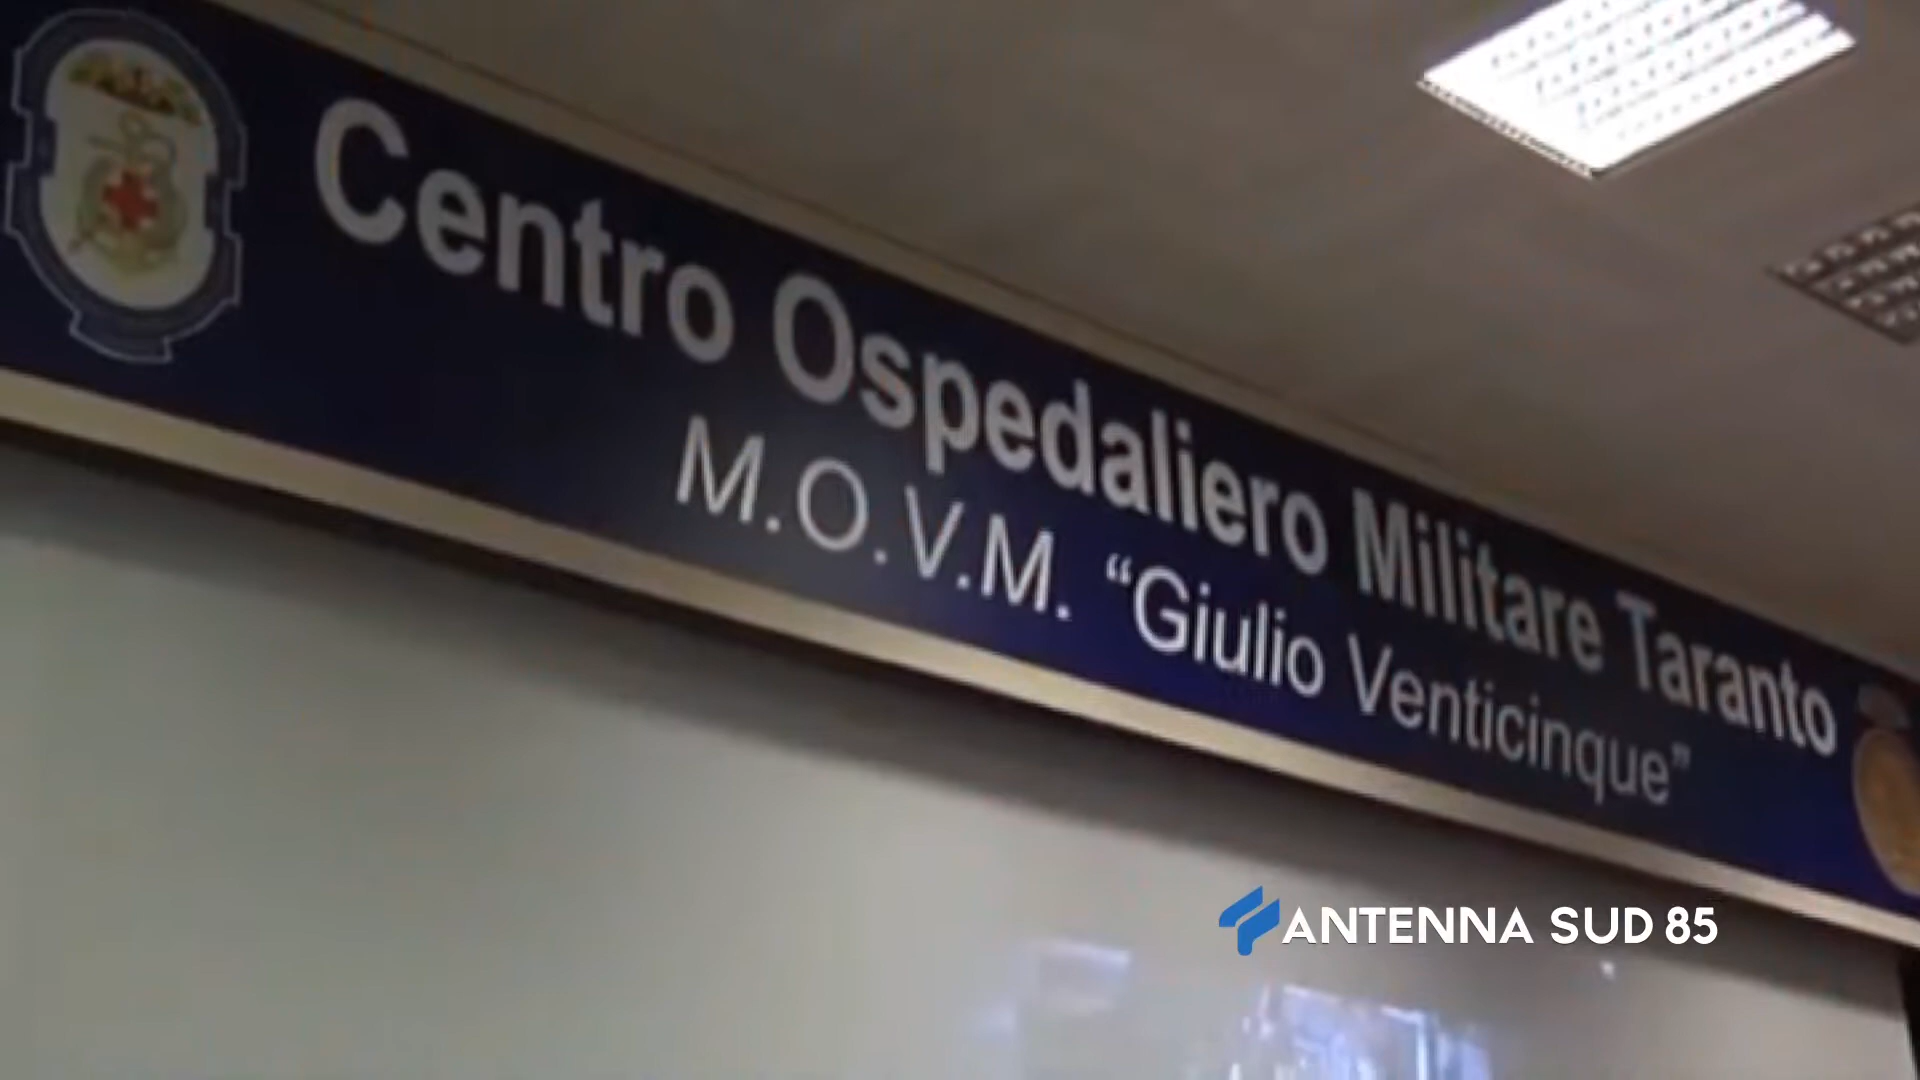 Centro Ospedaliero Militare Taranto
M.O.V.M. “Giulio Venticinque”
ANTENNA SUD 85